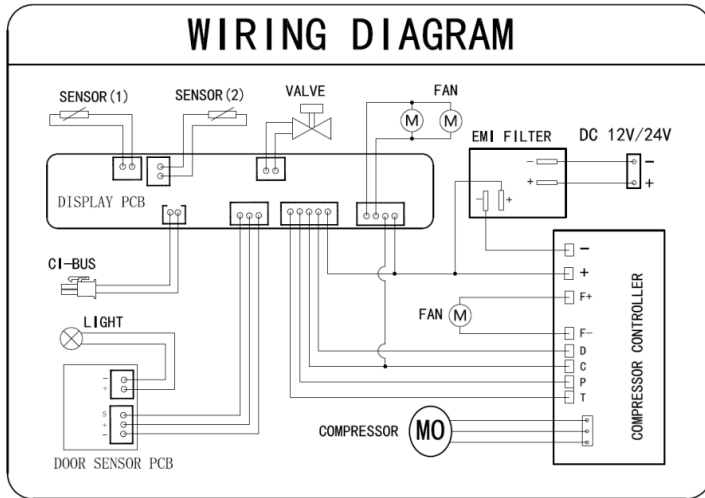 WIRING DIAGRAM
SENSOR(1)
SENSOR(2)
VALVE
FAN
M
M
EMI FILTER
DC 12V/24V
-
+
-
+
-
+
DISPLAY PCB
CI-BUS
LIGHT
-
+
S
+
-
DOOR SENSOR PCB
FAN
M
COMPRESSOR
MO
-
+
F+
F-
D
C
P
T
COMPRESSOR CONTROLLER